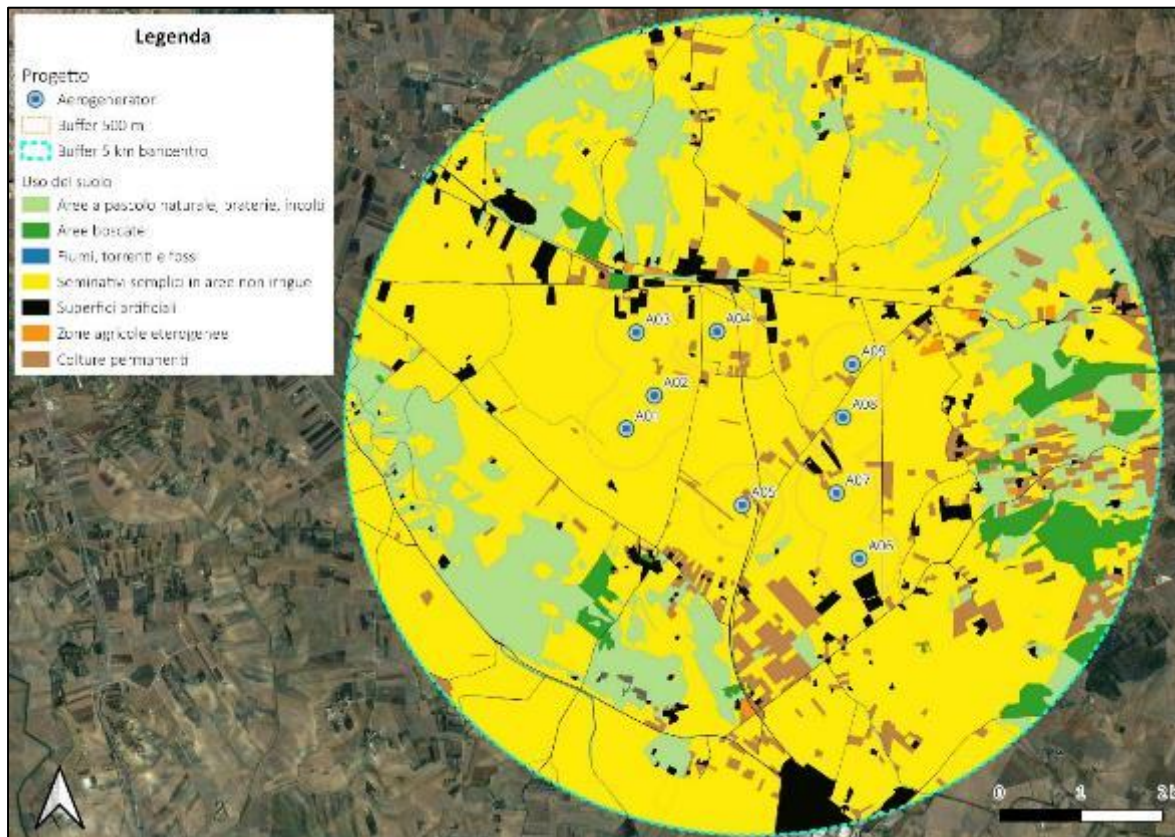 Legenda
Progetto
Aerogenerator
Buffer 500 m
Buffer 5 km baricentro
Uso del suolo
Aree a pascolo naturale, praterie, incolti
Aree boscate
Fiumi, torrenti e fossi
Seminativi semplici in aree non irrigue
Superfici artificiali
Zone agricole eterogenee
Colture permanenti
A03
A04
A09
A02
A08
A01
A05
A07
A06
0 1 2